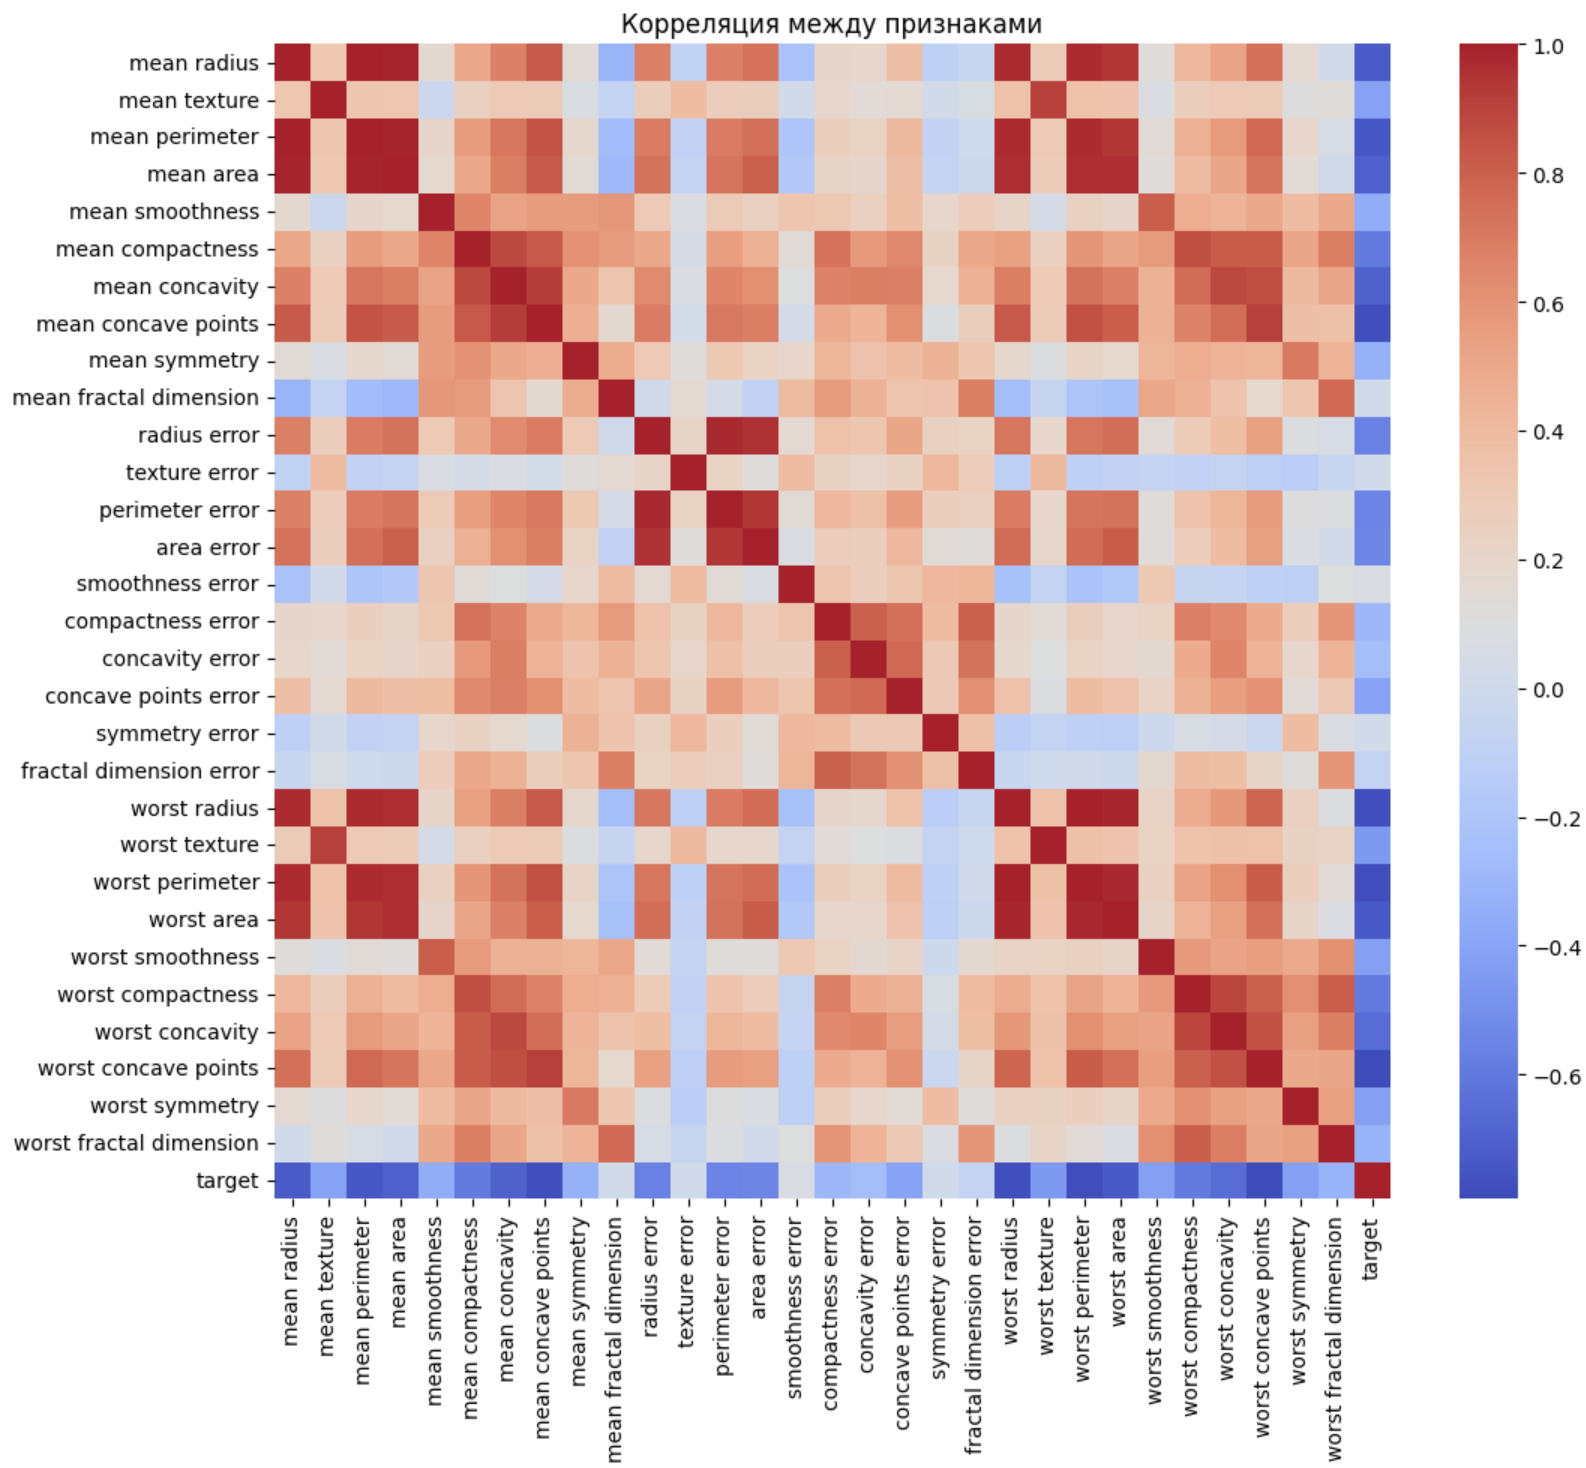 Корреляция между признаками
mean radius
mean texture
mean perimeter
mean area
mean smoothness
mean compactness
mean concavity
mean concave points
mean symmetry
mean fractal dimension
radius error
texture error
perimeter error
area error
smoothness error
compactness error
concavity error
concave points error
symmetry error
fractal dimension error
worst radius
worst texture
worst perimeter
worst area
worst smoothness
worst compactness
worst concavity
worst concave points
worst symmetry
worst fractal dimension
target
mean radius
mean texture
mean perimeter
mean area
mean smoothness
mean compactness
mean concavity
mean concave points
mean symmetry
mean fractal dimension
radius error
texture error
perimeter error
area error
smoothness error
compactness error
concavity error
concave points error
symmetry error
fractal dimension error
worst radius
worst texture
worst perimeter
worst area
worst smoothness
worst compactness
worst concavity
worst concave points
worst symmetry
worst fractal dimension
target
1.0
0.8
0.6
0.4
0.2
0.0
−0.2
−0.4
−0.6